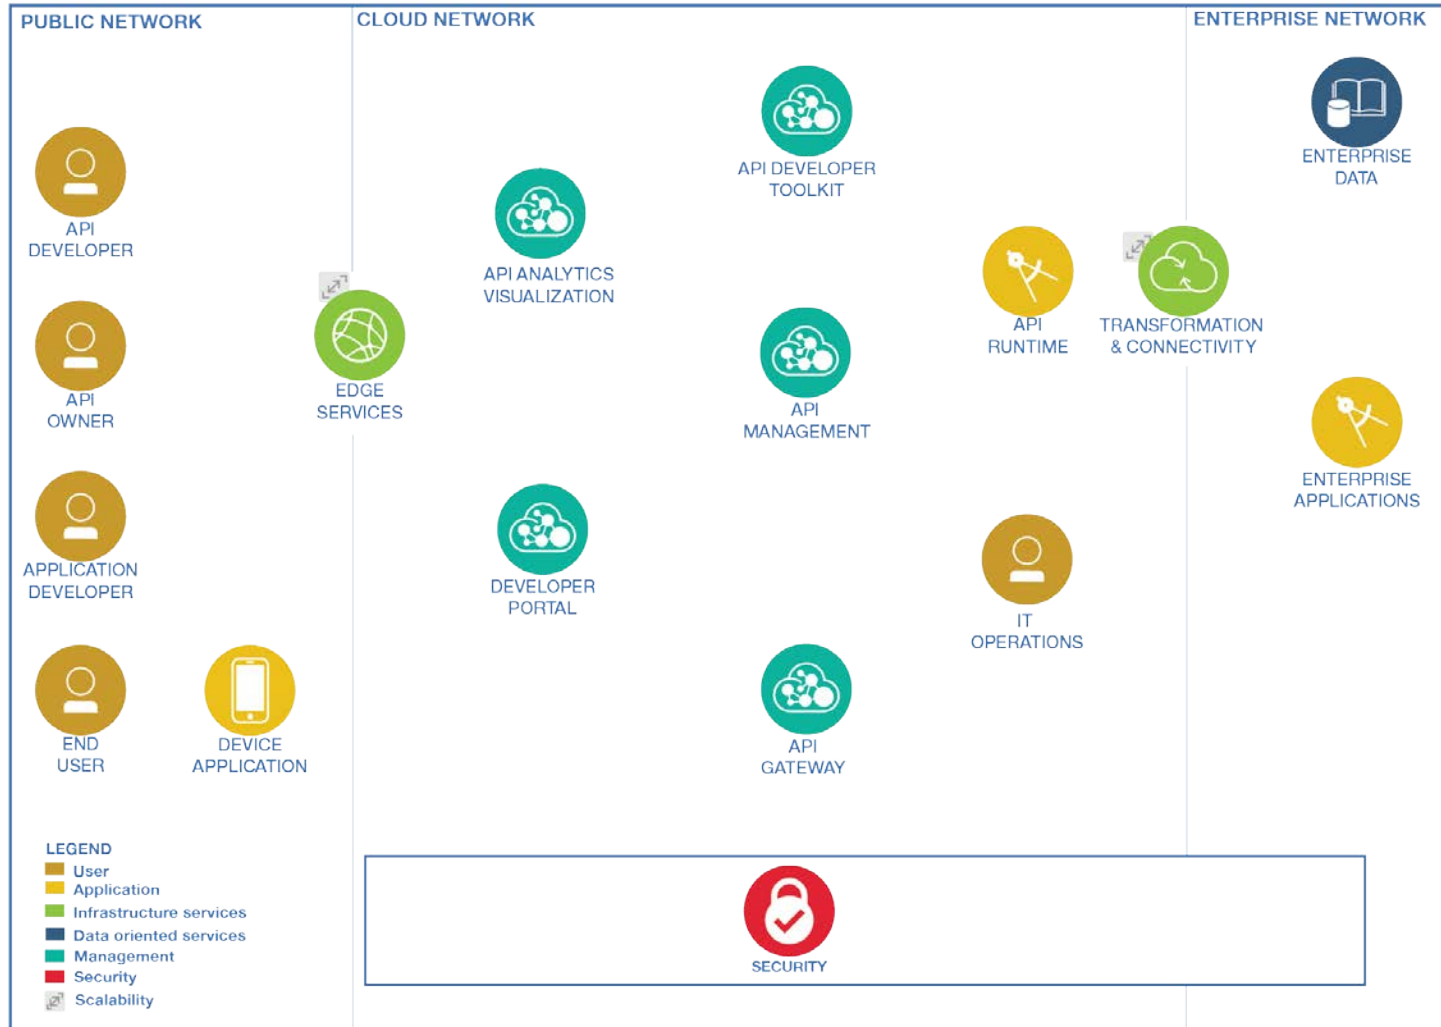 PUBLIC NETWORK
CLOUD NETWORK
ENTERPRISE NETWORK
API DEVELOPER
TOOLKIT
ENTERPRISE
DATA
API
DEVELOPER
API ANALYTICS
VISUALIZATION
API
RUNTIME
TRANSFORMATION
& CONNECTIVITY
EDGE
SERVICES
API
OWNER
API
MANAGEMENT
ENTERPRISE
APPLICATIONS
APPLICATION
DEVELOPER
DEVELOPER
PORTAL
IT
OPERATIONS
END
USER
DEVICE
APPLICATION
API
GATEWAY
LEGEND
User
Application
Infrastructure services
Data oriented services
Management
Security
Scalability
SECURITY